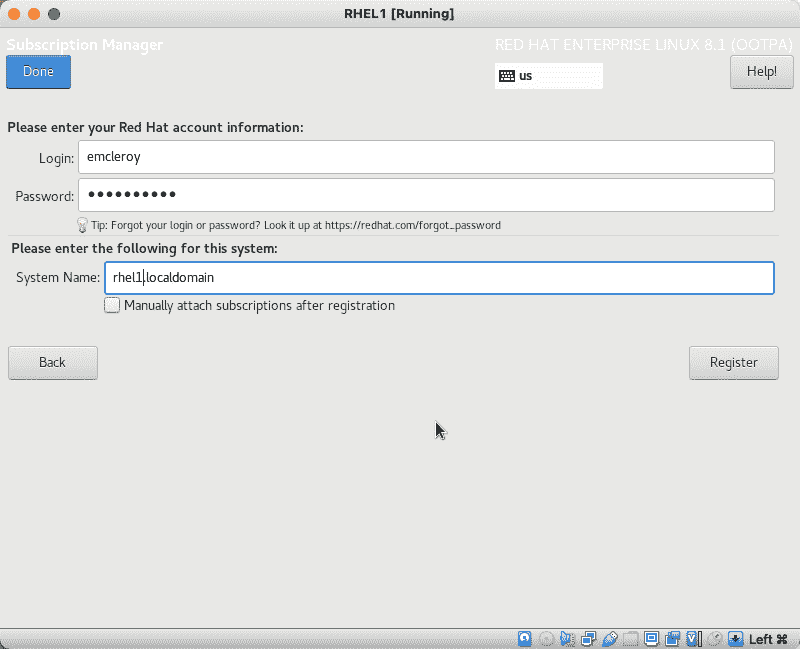 RHEL1 [Running]
Subscription Manager
RED HAT ENTERPRISE LINUX 8.1 (OOTPA)
Done
us
Help!
Please enter your Red Hat account information:
Login: emcleroy
Password: ••••••••••
Tip: Forgot your login or password? Look it up at https://redhat.com/forgot_password
Please enter the following for this system:
System Name: rhel1.localdomain
Manually attach subscriptions after registration
Back
Register
Left ⌘